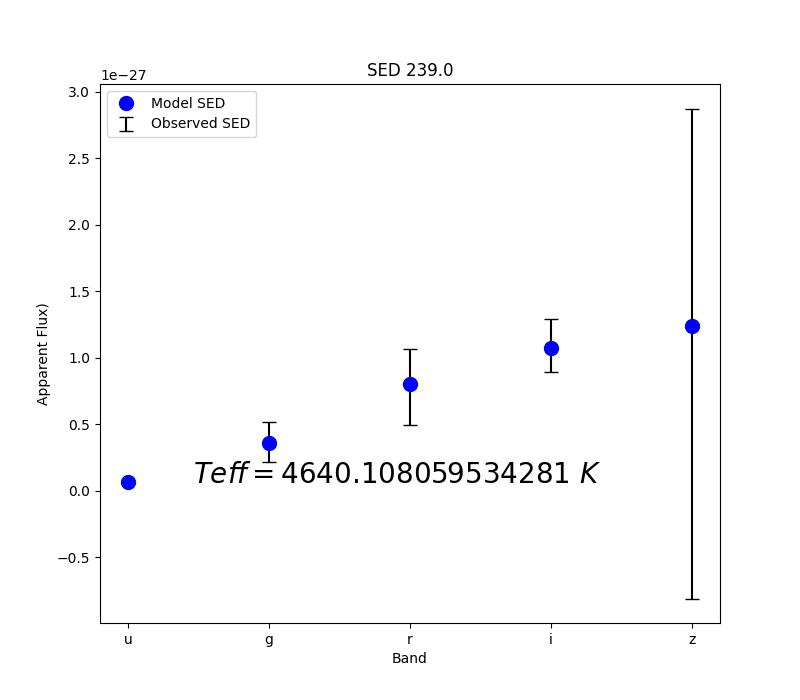 SED 239.0
1e−27
Model SED
Observed SED
3.0
2.5
2.0
1.5
1.0
0.5
0.0
−0.5
Apparent Flux)
Teff = 4640.108059534281 K
u g r i z
Band